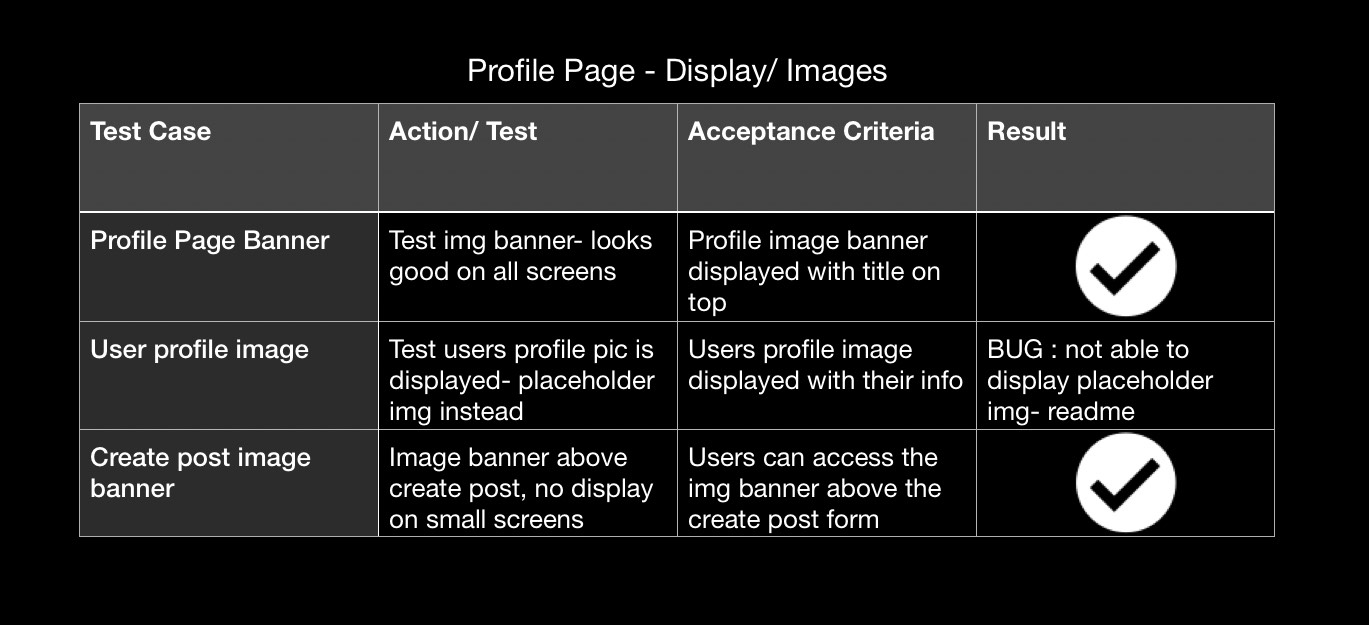 Profile Page - Display/ Images
Test Case
Action/ Test
Acceptance Criteria
Result
Profile Page Banner
Test img banner- looks
good on all screens
Profile image banner
displayed with title on
top
User profile image
Test users profile pic is
displayed- placeholder
img instead
Users profile image
displayed with their info
BUG : not able to
display placeholder
img- readme
Create post image
banner
Image banner above
create post, no display
on small screens
Users can access the
img banner above the
create post form